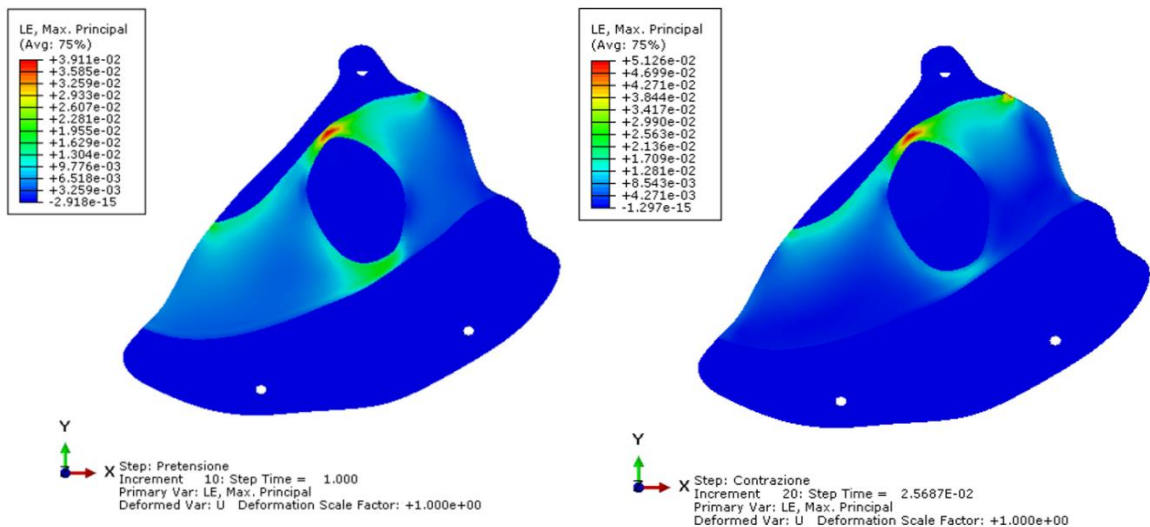 LE, Max. Principal
(Avg: 75%)
+3.911e-02
+3.585e-02
+3.259e-02
+2.933e-02
+2.607e-02
+2.281e-02
+1.955e-02
+1.629e-02
+1.304e-02
+9.776e-03
+6.518e-03
+3.259e-03
-2.918e-15
Y
X
Step: Pretensione
Increment 10: Step Time = 1.000
Primary Var: LE, Max. Principal
Deformed Var: U Deformation Scale Factor: +1.000e+00
LE, Max. Principal
(Avg: 75%)
+5.126e-02
+4.699e-02
+4.271e-02
+3.844e-02
+3.417e-02
+2.990e-02
+2.563e-02
+2.136e-02
+1.709e-02
+1.281e-02
+8.543e-03
+4.271e-03
-1.297e-15
Y
X
Step: Contrazione
Increment 20: Step Time = 2.5687E-02
Primary Var: LE, Max. Principal
Deformed Var: U Deformation Scale Factor: +1.000e+00